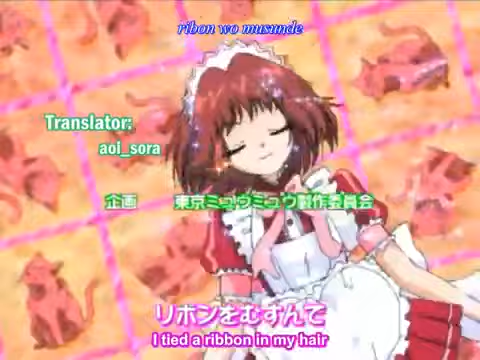 ribon wo musunde
Translator:
aoi_sora
企画 東京ミュウミュウ製作委員会
リボンをむすんで
I tied a ribbon in my hair